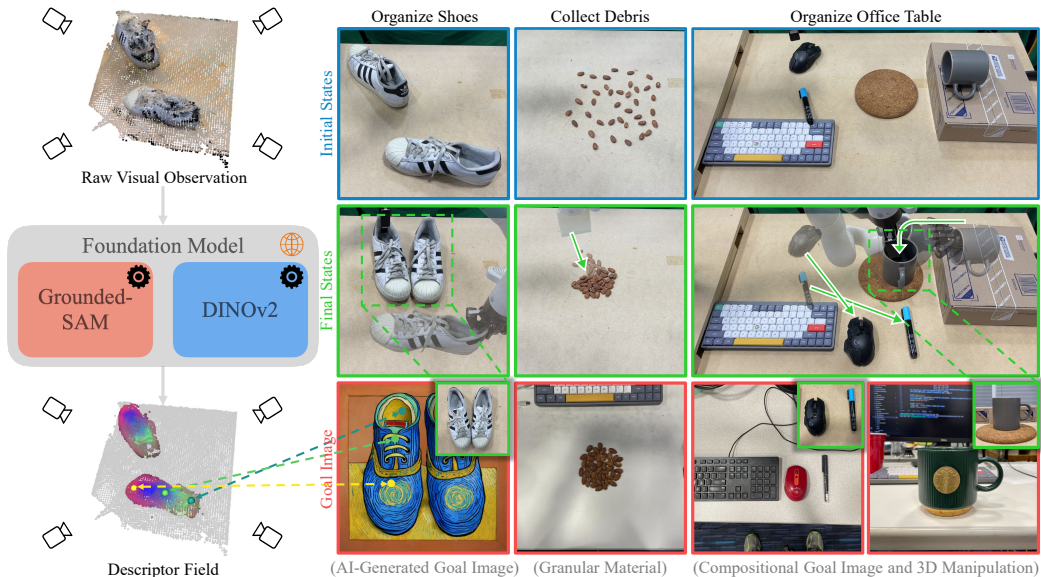 Organize Shoes
Collect Debris
Organize Office Table
Raw Visual Observation
Initial States
Foundation Model
Grounded-
SAM
DINOv2
Final States
Goal Image
Descriptor Field
(AI-Generated Goal Image)
(Granular Material)
(Compositional Goal Image and 3D Manipulation)